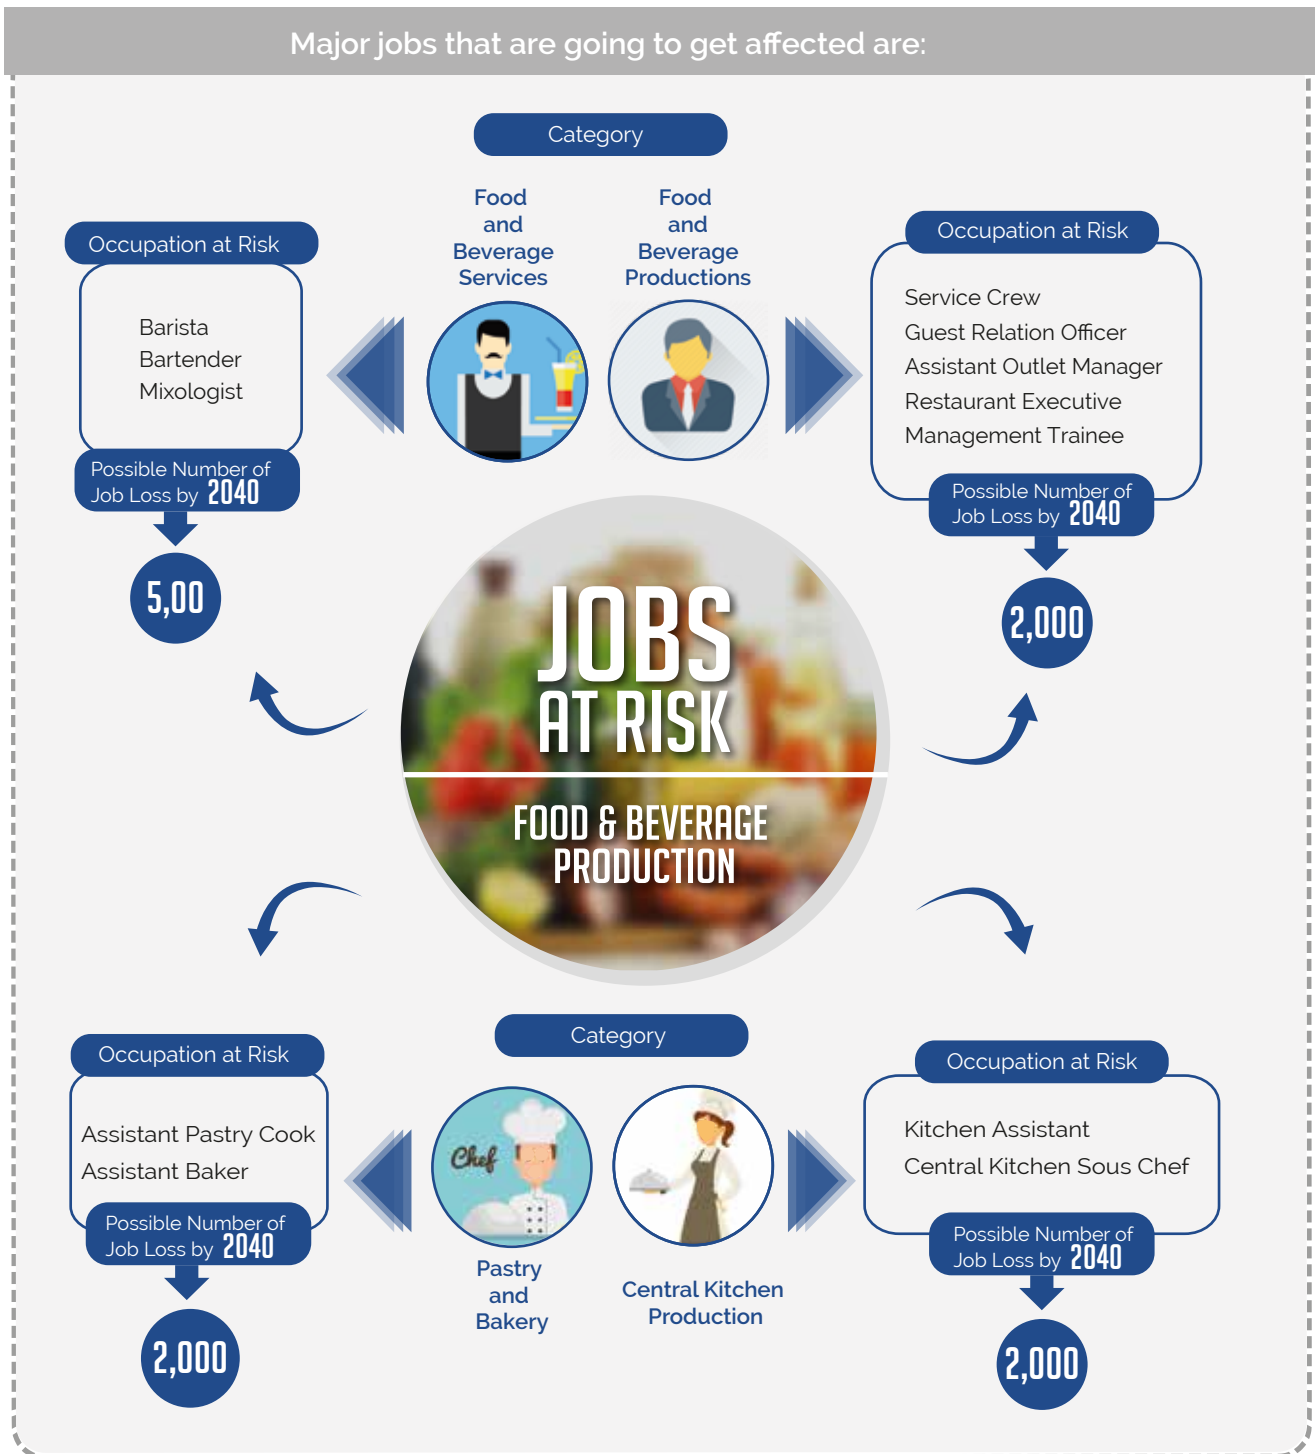 Major jobs that are going to get affected are:
Category
Food
and
Beverage
Services
Food
and
Beverage
Productions
Occupation at Risk
Barista
Bartender
Mixologist
Possible Number of
Job Loss by 2040
5,00
Occupation at Risk
Service Crew
Guest Relation Officer
Assistant Outlet Manager
Restaurant Executive
Management Trainee
Possible Number of
Job Loss by 2040
2,000
JOBS
AT RISK
FOOD & BEVERAGE
PRODUCTION
Category
Occupation at Risk
Assistant Pastry Cook
Assistant Baker
Possible Number of
Job Loss by 2040
2,000
Chef
Pastry
and
Bakery
Central Kitchen
Production
Occupation at Risk
Kitchen Assistant
Central Kitchen Sous Chef
Possible Number of
Job Loss by 2040
2,000